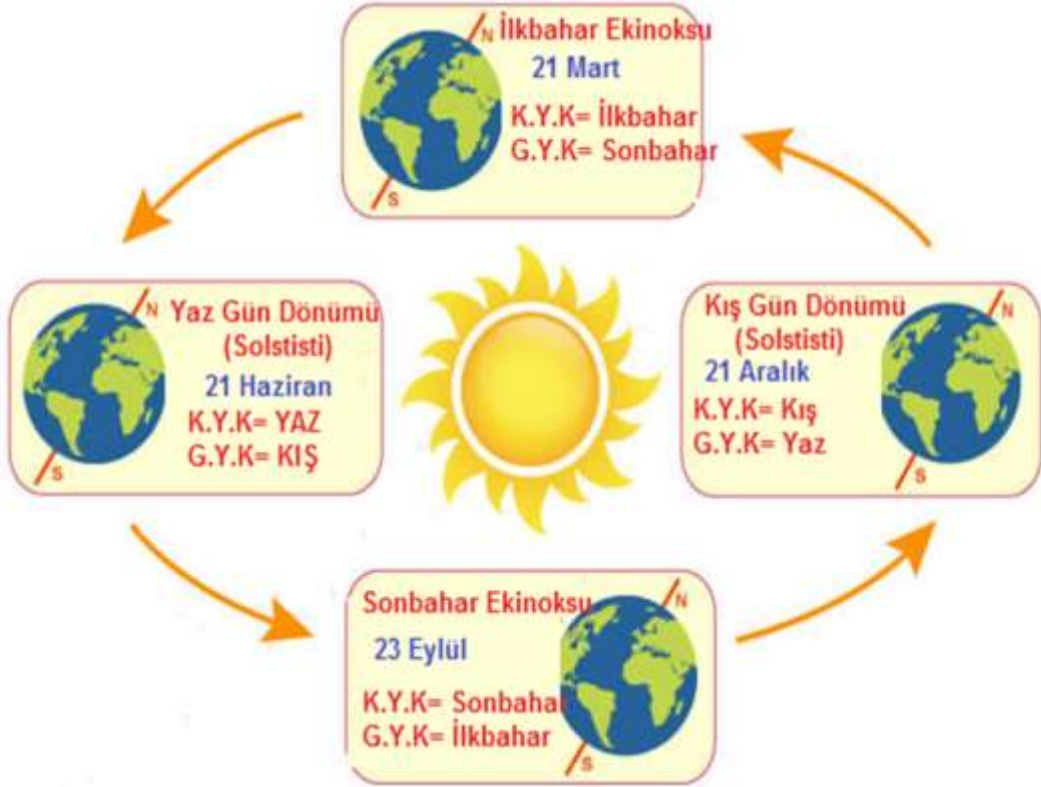 N
İlkbahar Ekinoksu
21 Mart
K.Y.K= İlkbahar
G.Y.K= Sonbahar
S
N
Yaz Gün Dönümü
(Solstisti)
21 Haziran
K.Y.K= YAZ
G.Y.K= KIŞ
S
Kış Gün Dönümü
(Solstisti)
21 Aralık
K.Y.K= Kış
G.Y.K= Yaz
N
S
Sonbahar Ekinoksu
23 Eylül
K.Y.K= Sonbahar
G.Y.K= İlkbahar
N
S